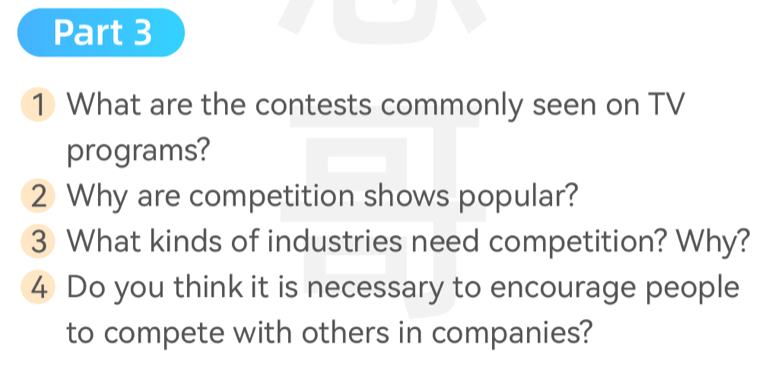 Part 3
1 What are the contests commonly seen on TV
programs?
2 Why are competition shows popular?
3 What kinds of industries need competition? Why?
4 Do you think it is necessary to encourage people
to compete with others in companies?
哥